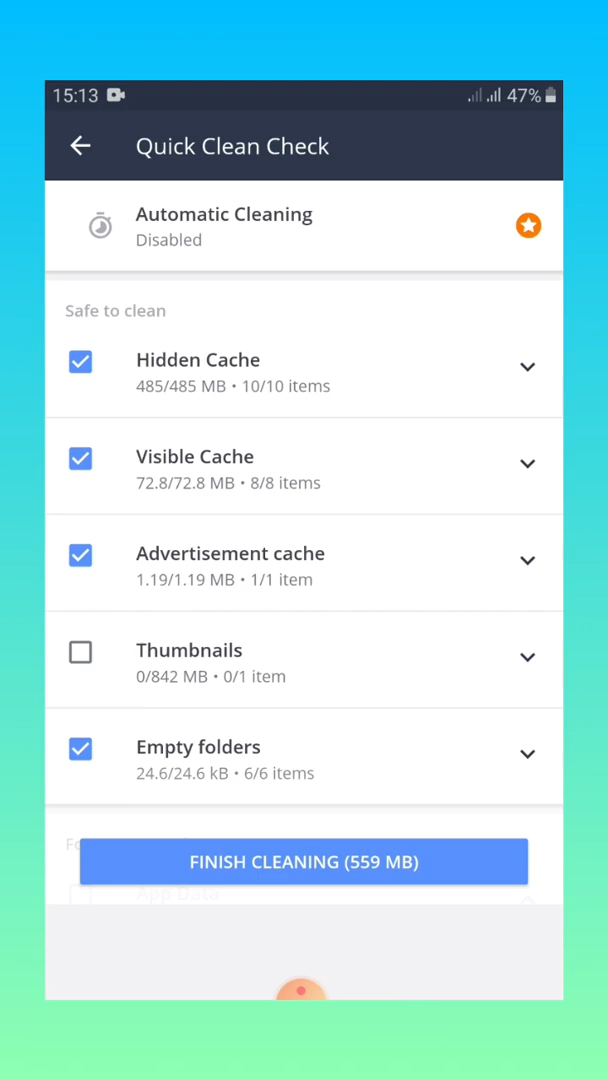 15:13 47%
Quick Clean Check
Automatic Cleaning
Disabled
Safe to clean
Hidden Cache
485/485 MB • 10/10 items
Visible Cache
72.8/72.8 MB • 8/8 items
Advertisement cache
1.19/1.19 MB • 1/1 item
Thumbnails
0/842 MB • 0/1 item
Empty folders
24.6/24.6 kB • 6/6 items
FINISH CLEANING (559 MB)
App Data